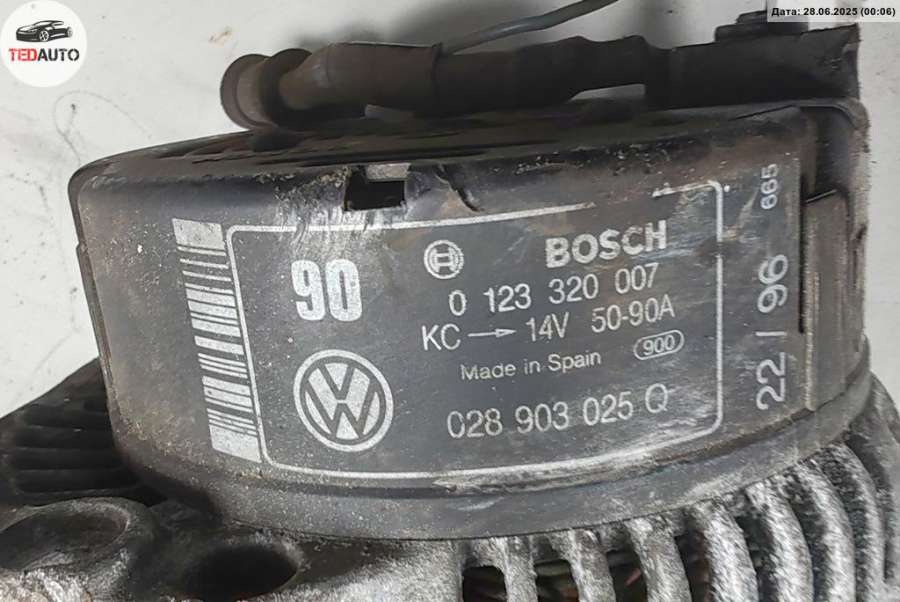 Дата: 28.06.2025 (00:06)
TEDAUTO
90
BOSCH
0 123 320 007
KC → 14V 50-90A
Made in Spain 900
028 903 025 Q
22 / 96 665